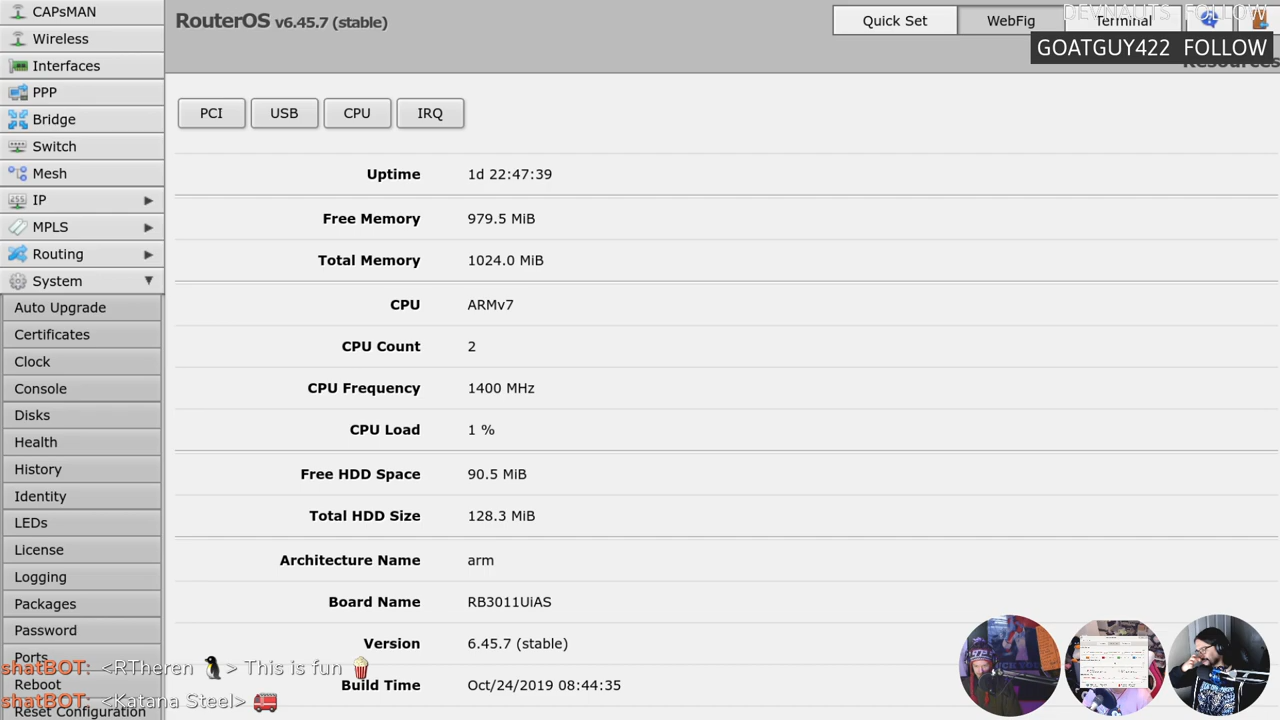 CAPsMAN
Wireless
Interfaces
PPP
Bridge
Switch
Mesh
IP
MPLS
Routing
System
Auto Upgrade
Certificates
Clock
Console
Disks
Health
History
Identity
LEDs
License
Logging
Packages
Password
Ports
Reboot
Reset Configuration
RouterOS v6.45.7 (stable)
Quick Set
WebFig
Terminal
DEVNAUTS FOLLOW
GOATGUY422 FOLLOW
Resources
PCI
USB
CPU
IRQ
Uptime 1d 22:47:39
Free Memory 979.5 MiB
Total Memory 1024.0 MiB
CPU ARMv7
CPU Count 2
CPU Frequency 1400 MHz
CPU Load 1 %
Free HDD Space 90.5 MiB
Total HDD Size 128.3 MiB
Architecture Name arm
Board Name RB3011UiAS
Version 6.45.7 (stable)
Build Time Oct/24/2019 08:44:35
shatBOT: <RTheren 🐧> This is fun 🍿
shatBOT: <Katana Steel> 🚒